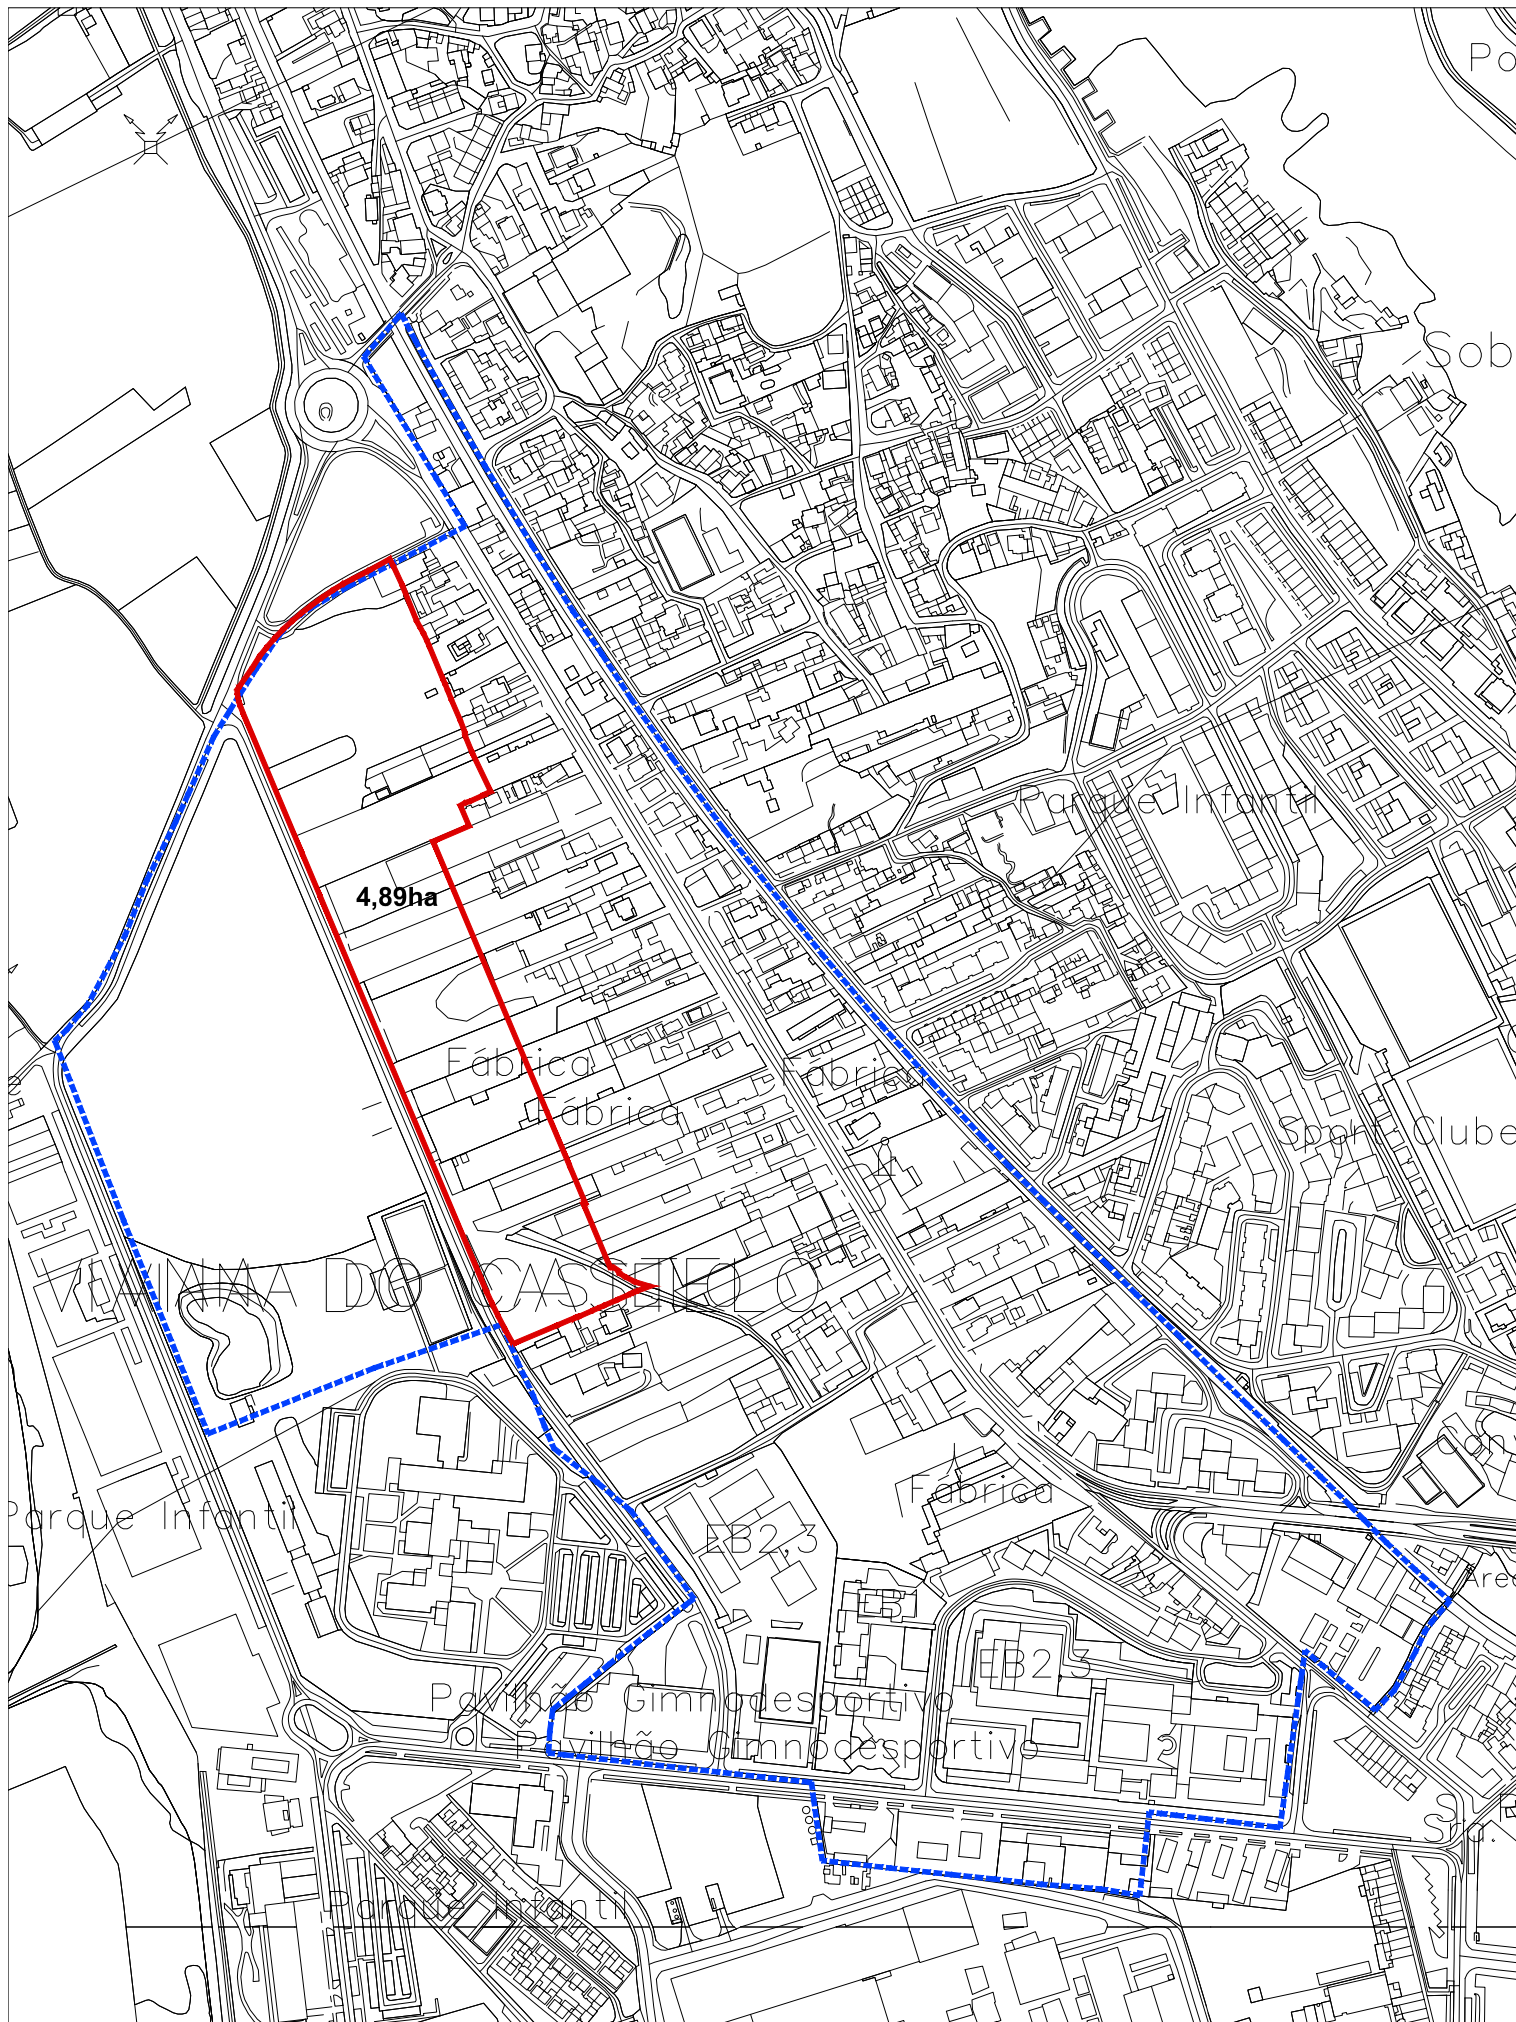 Po
Sob
Parque Infantil
4,89ha
Fábrica
Fábrica
Fábrica
Sport Clube
VIANA DO CASTELO
Fábrica
Parque Infantil
EB2,3
EB2,3
Pavilhão Gimnodesportivo
Pavilhão Gimnodesportivo
Parque Infantil